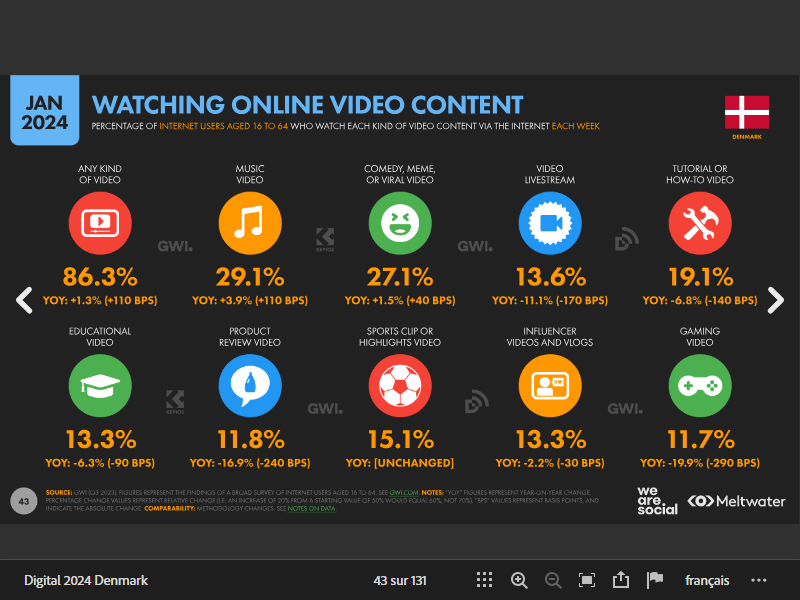 JAN
2024
WATCHING ONLINE VIDEO CONTENT
PERCENTAGE OF INTERNET USERS AGED 16 TO 64 WHO WATCH EACH KIND OF VIDEO CONTENT VIA THE INTERNET EACH WEEK
DENMARK
ANY KIND
OF VIDEO
86.3%
YOY: +1.3% (+110 BPS)
MUSIC
VIDEO
29.1%
YOY: +3.9% (+110 BPS)
COMEDY, MEME,
OR VIRAL VIDEO
27.1%
YOY: +1.5% (+40 BPS)
VIDEO
LIVESTREAM
13.6%
YOY: -11.1% (-170 BPS)
TUTORIAL OR
HOW-TO VIDEO
19.1%
YOY: -6.8% (-140 BPS)
GWI.
KEPIOS
GWI.
EDUCATIONAL
VIDEO
13.3%
YOY: -6.3% (-90 BPS)
PRODUCT
REVIEW VIDEO
11.8%
YOY: -16.9% (-240 BPS)
SPORTS CLIP OR
HIGHLIGHTS VIDEO
15.1%
YOY: [UNCHANGED]
INFLUENCER
VIDEOS AND VLOGS
13.3%
YOY: -2.2% (-30 BPS)
GAMING
VIDEO
11.7%
YOY: -19.9% (-290 BPS)
KEPIOS
GWI.
GWI.
43
SOURCE: GWI (Q3 2023). FIGURES REPRESENT THE FINDINGS OF A BROAD SURVEY OF INTERNET USERS AGED 16 TO 64. SEE GWI.COM. NOTES: "YOY" FIGURES REPRESENT YEAR-ON-YEAR CHANGE.
PERCENTAGE CHANGE VALUES REPRESENT RELATIVE CHANGE (I.E. AN INCREASE OF 20% FROM A STARTING VALUE OF 50% WOULD EQUAL 60%, NOT 70%). "BPS" VALUES REPRESENT BASIS POINTS, AND
INDICATE THE ABSOLUTE CHANGE. COMPARABILITY: METHODOLOGY CHANGES. SEE NOTES ON DATA.
we
are.
social
Meltwater
Digital 2024 Denmark
43 sur 131
français